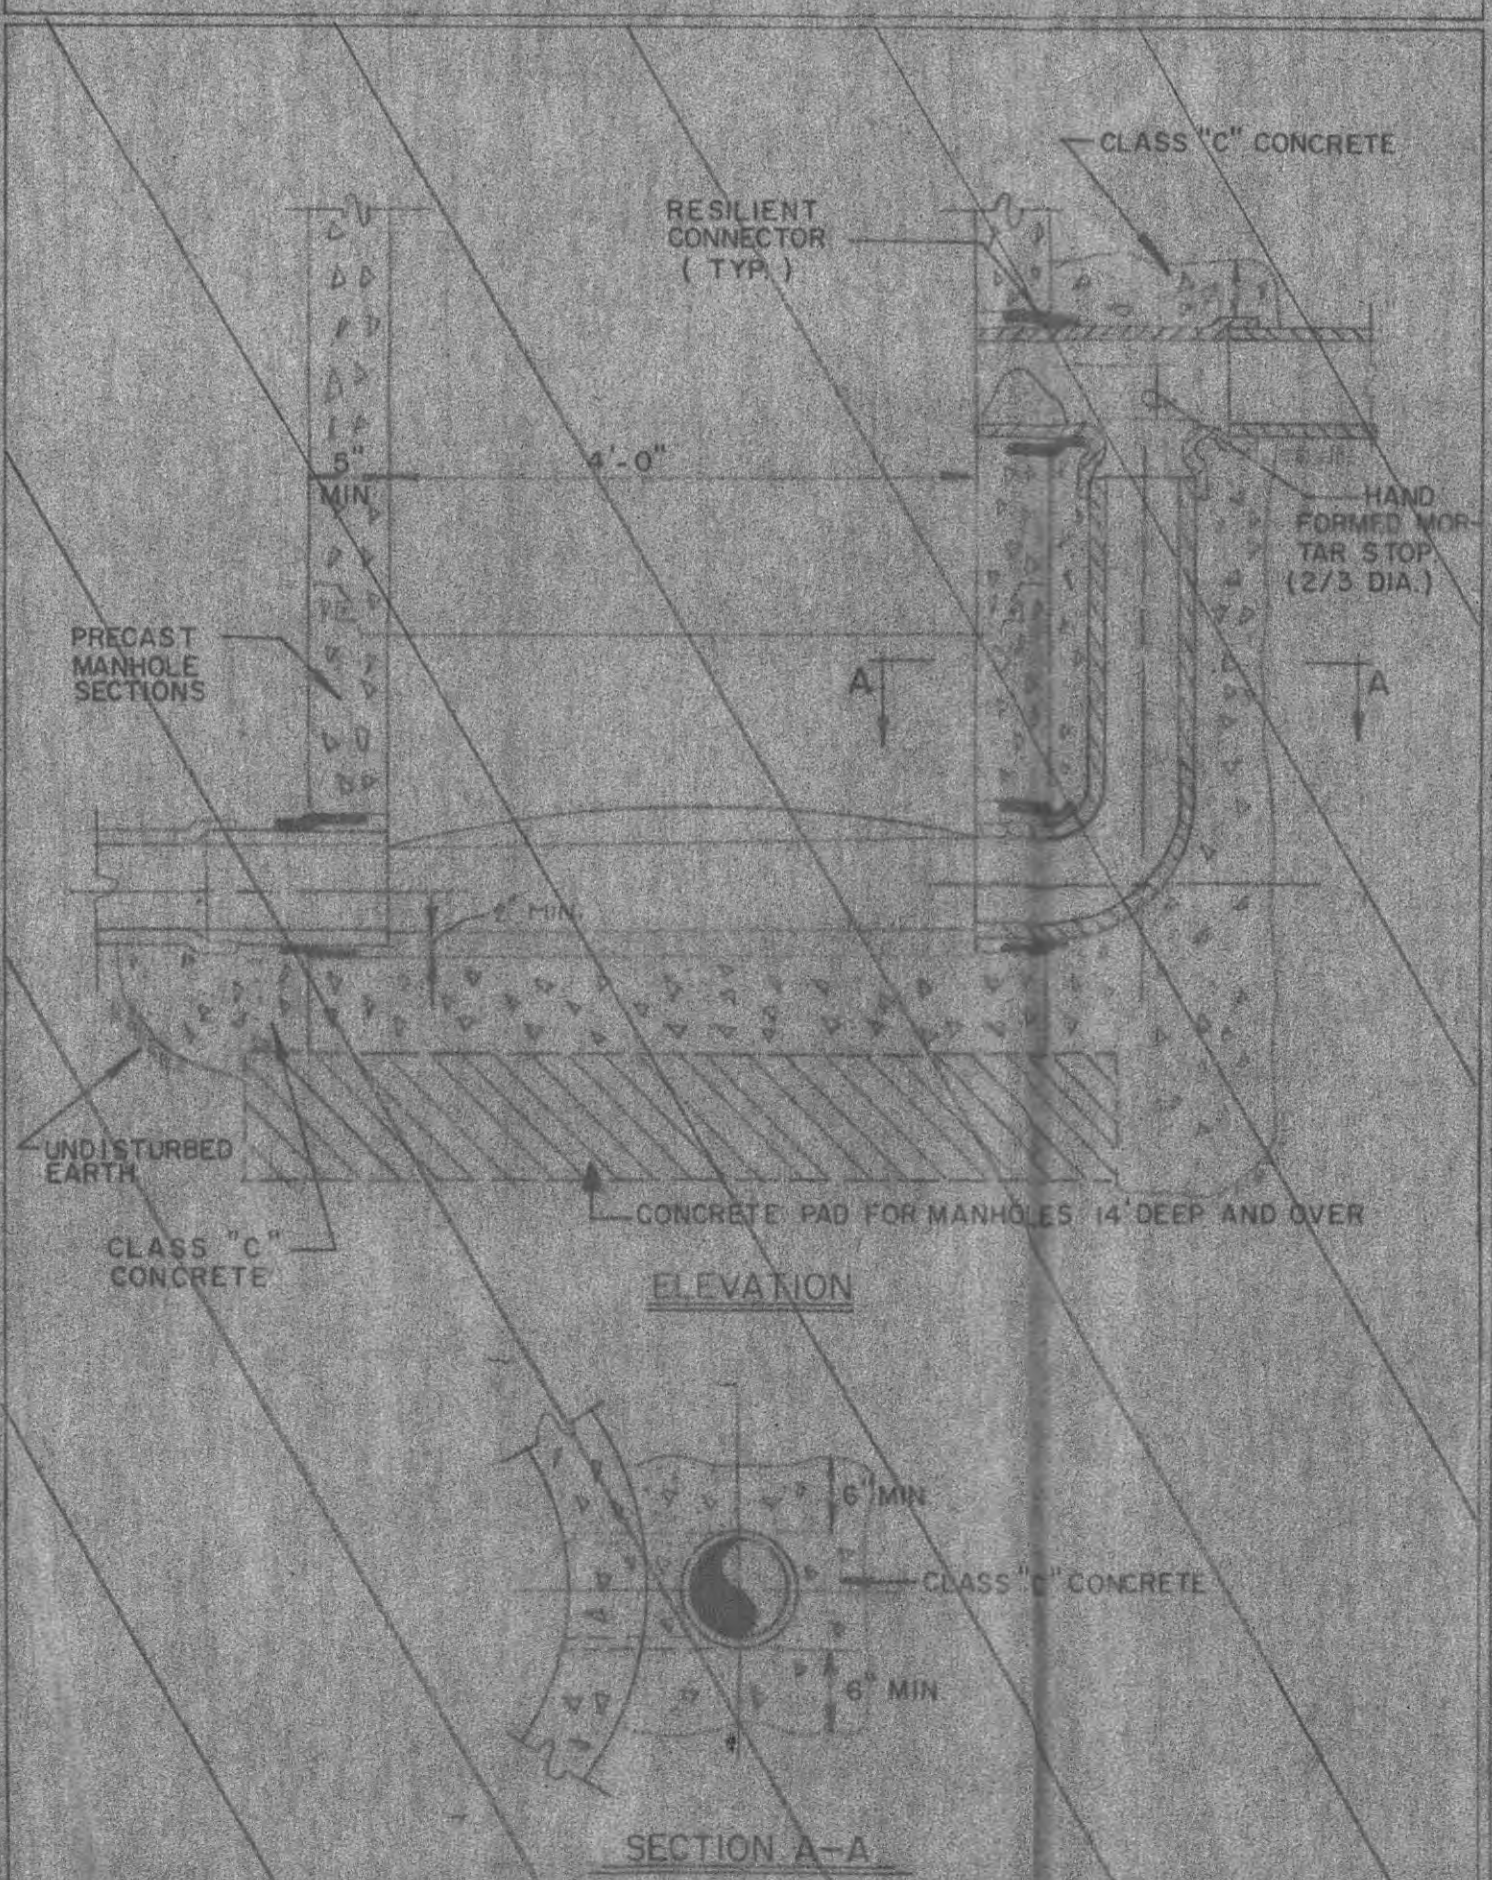 CLASS "C" CONCRETE
RESILIENT
CONNECTOR
( TYP. )
5"
MIN
4'-0"
HAND
FORMED MOR-
TAR STOP
(2/3 DIA.)
PRECAST
MANHOLE
SECTIONS
A
A
2" MIN.
UNDISTURBED
EARTH
CONCRETE PAD FOR MANHOLES 14' DEEP AND OVER
CLASS "C"
CONCRETE
ELEVATION
6" MIN
CLASS "C" CONCRETE
6" MIN
SECTION A-A